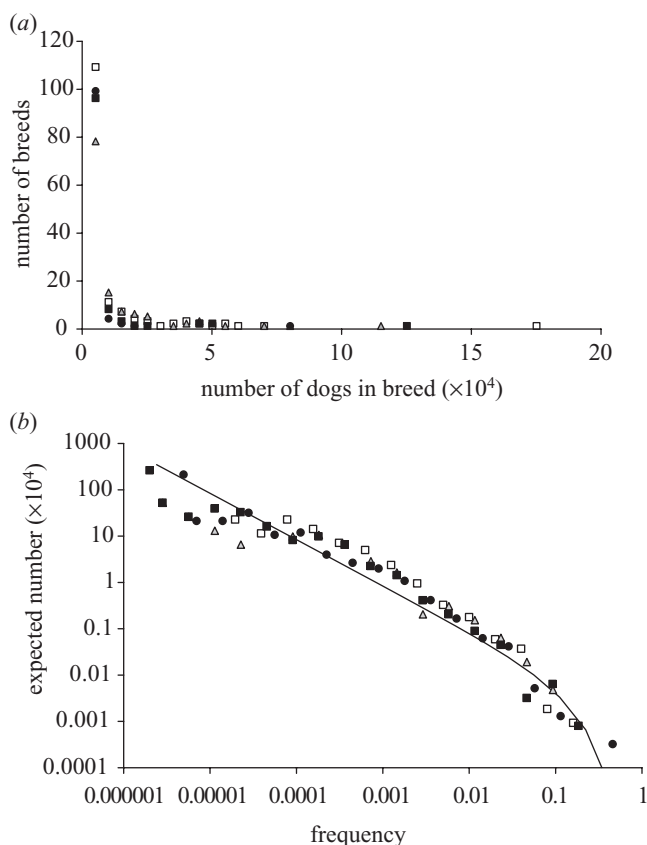 (a)
120
100
80
60
40
20
0
number of breeds
0 5 10 15 20
number of dogs in breed (×10⁴)
(b)
1000
100
10
1
0.1
0.01
0.001
0.0001
expected number (×10⁴)
0.000001 0.00001 0.0001 0.001 0.01 0.1 1
frequency